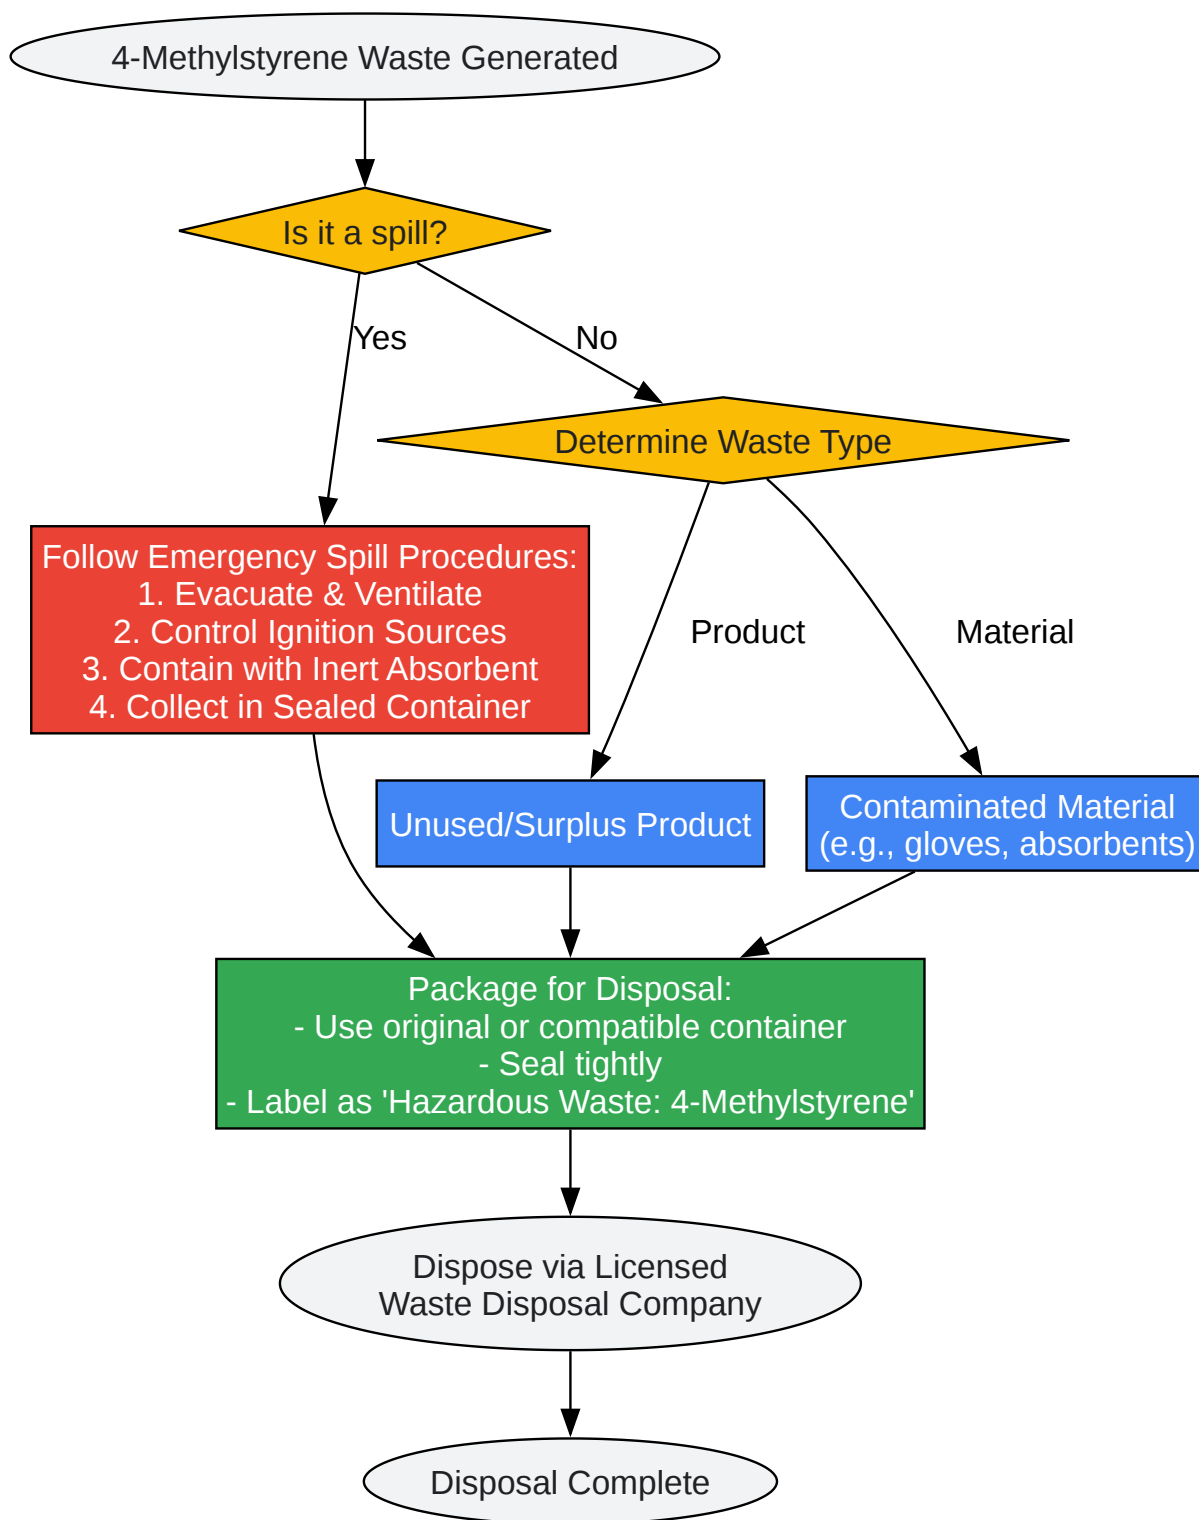 4-Methylstyrene Waste Generated
Is it a spill?
Yes
No
Determine Waste Type
Follow Emergency Spill Procedures:
1. Evacuate & Ventilate
2. Control Ignition Sources
3. Contain with Inert Absorbent
4. Collect in Sealed Container
Product
Material
Unused/Surplus Product
Contaminated Material
(e.g., gloves, absorbents)
Package for Disposal:
- Use original or compatible container
- Seal tightly
- Label as 'Hazardous Waste: 4-Methylstyrene'
Dispose via Licensed
Waste Disposal Company
Disposal Complete